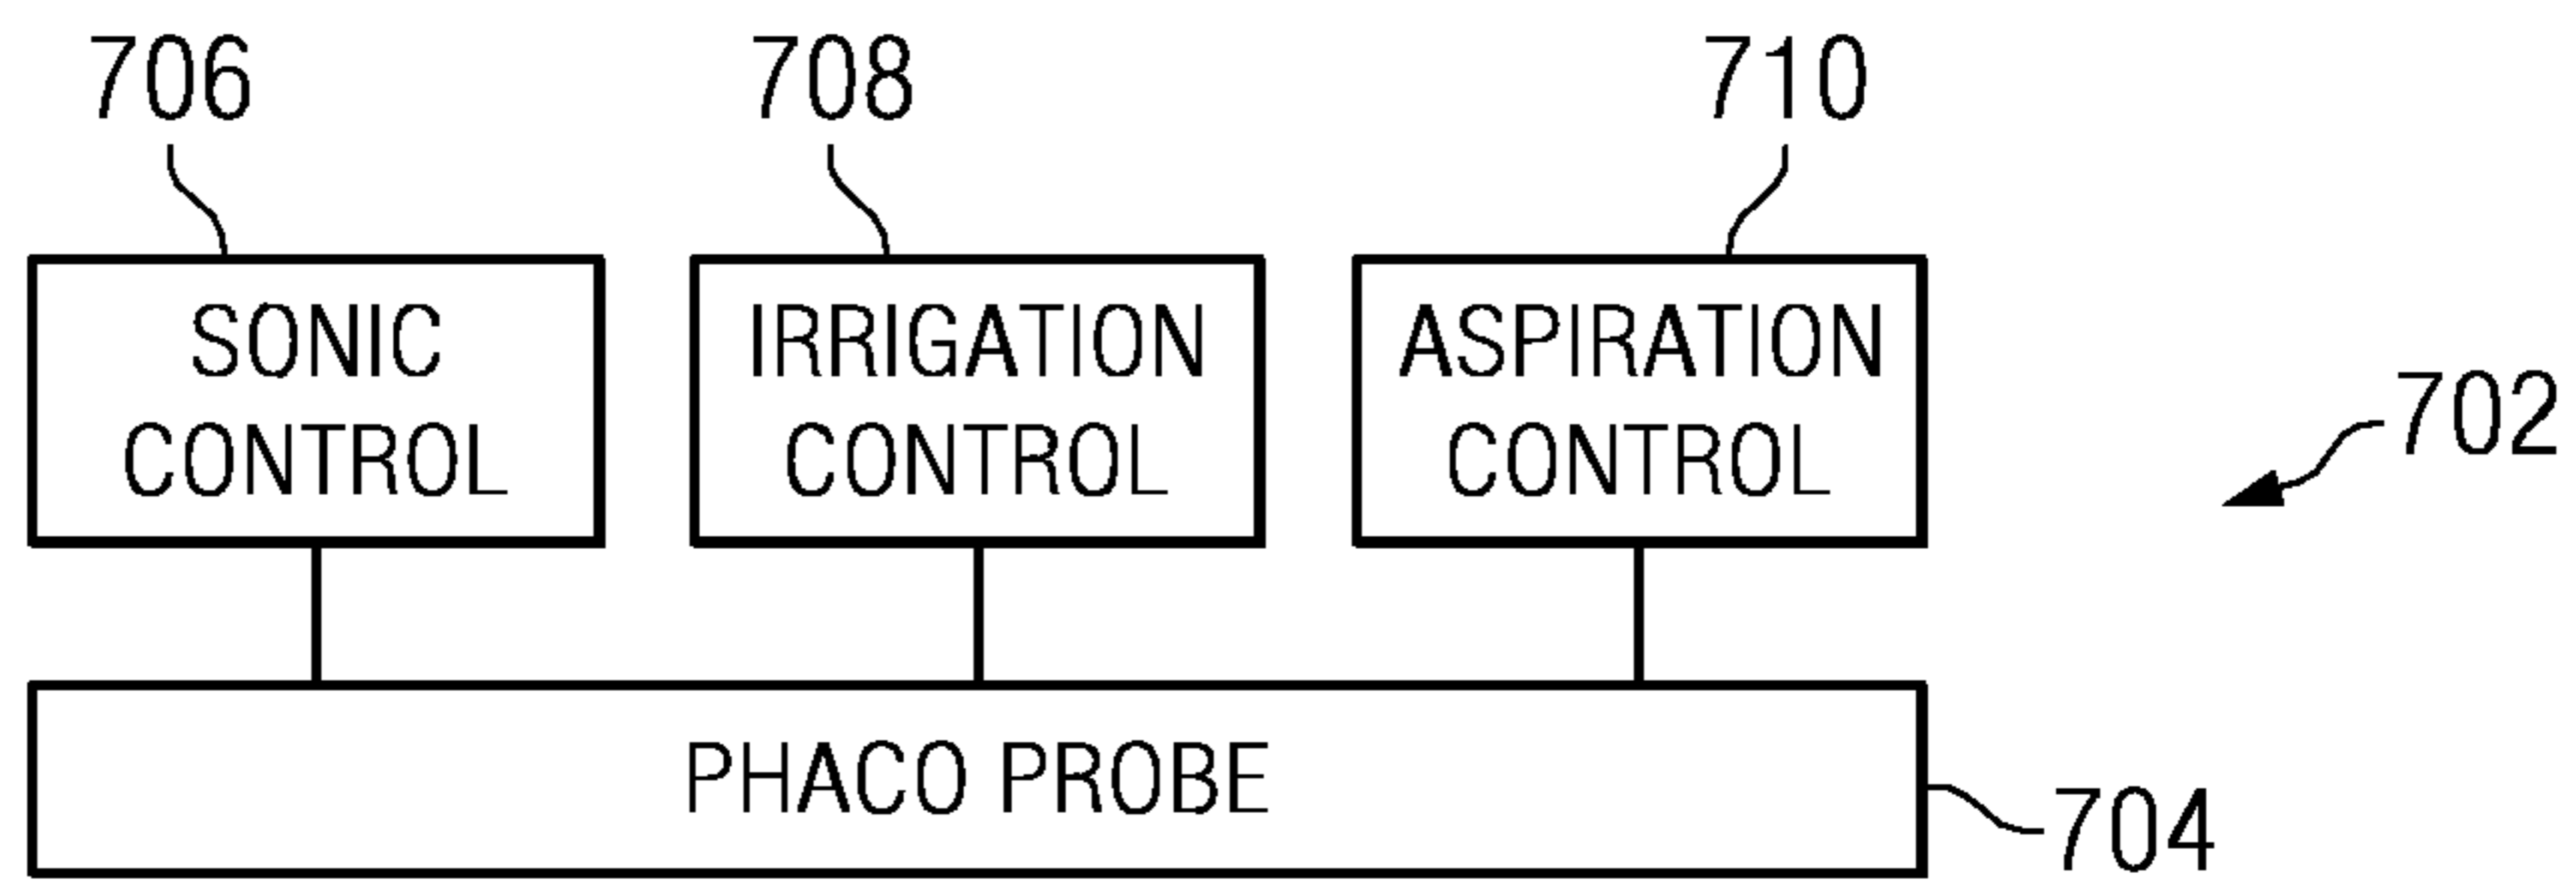 706
708
710
SONIC
CONTROL
IRRIGATION
CONTROL
ASPIRATION
CONTROL
702
PHACO PROBE
704